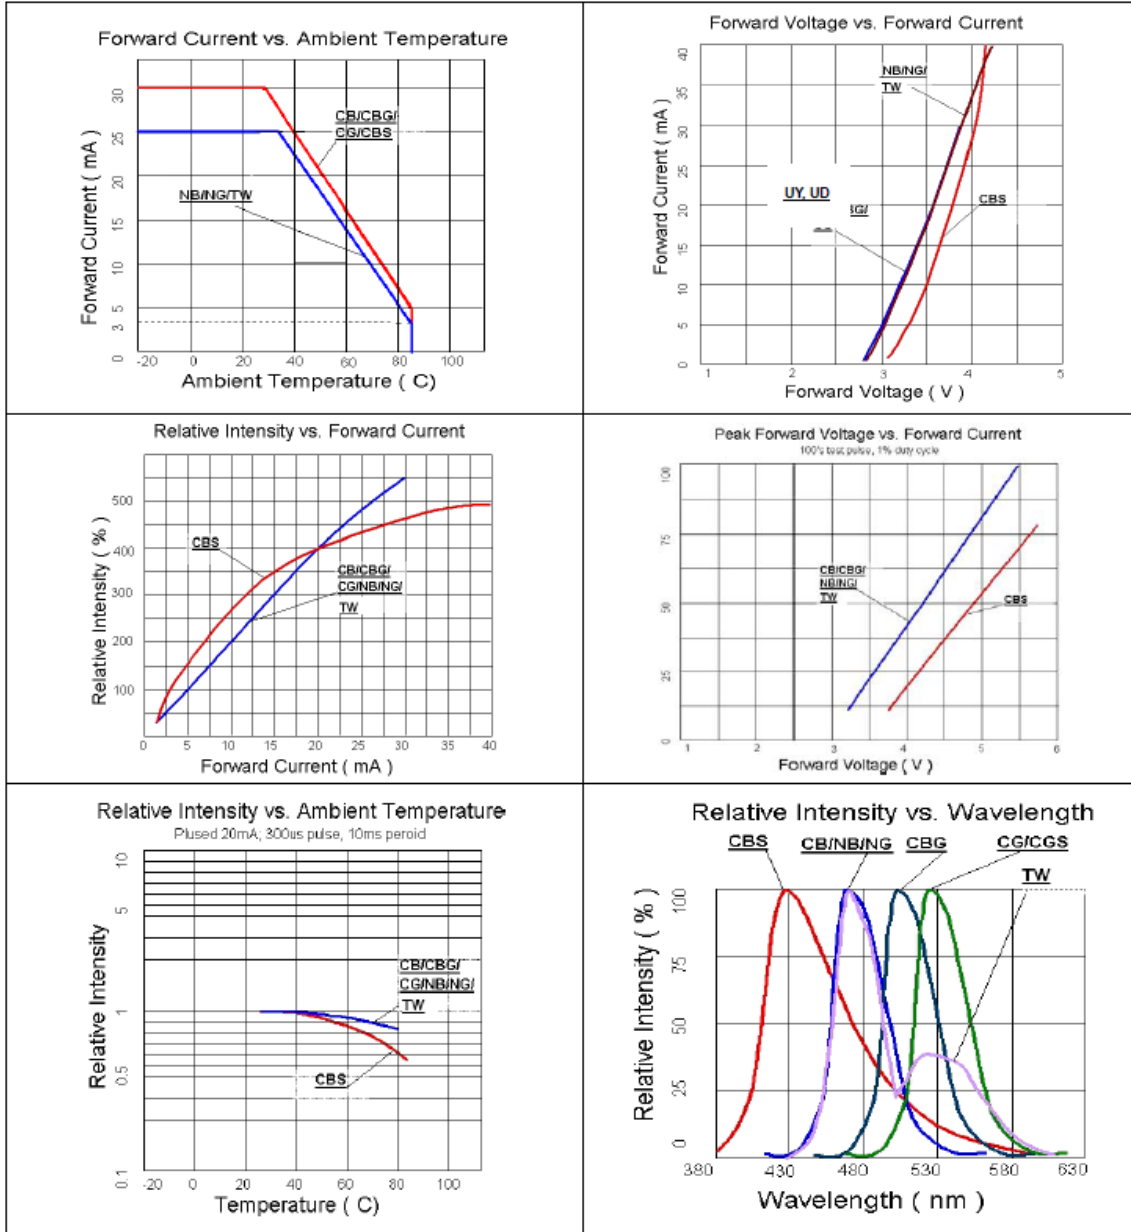 Forward Current vs. Ambient Temperature
Forward Current ( mA )
30
25
20
15
10
5
3
0
CB/CBG/
CG/CBS
NB/NG/TW
-20 0 20 40 60 80 100
Ambient Temperature ( C)
Forward Voltage vs. Forward Current
Forward Current ( mA )
40
35
30
25
20
15
10
5
0
NB/NG/
TW
UY, UD
BG/
CBS
1 2 3 4 5
Forward Voltage ( V )
Relative Intensity vs. Forward Current
Relative Intensity ( % )
500
400
300
200
100
CBS
CB/CBG/
CG/NB/NG/
TW
0 5 10 15 20 25 30 35 40
Forward Current ( mA )
Peak Forward Voltage vs. Forward Current
100's test pulse, 1% duty cycle
100
75
50
25
0
CB/CBG/
NB/NG/
TW
CBS
1 2 3 4 5 6
Forward Voltage ( V )
Relative Intensity vs. Ambient Temperature
Plused 20mA; 300us pulse, 10ms peroid
Relative Intensity
10
5
1
0.5
0.1
CB/CBG/
CG/NB/NG/
TW
CBS
-20 0 20 40 60 80 100
Temperature ( C)
Relative Intensity vs. Wavelength
CBS CB/NB/NG CBG CG/CGS
TW
Relative Intensity ( % )
100
75
50
25
0
380 430 480 530 580 630
Wavelength ( nm )